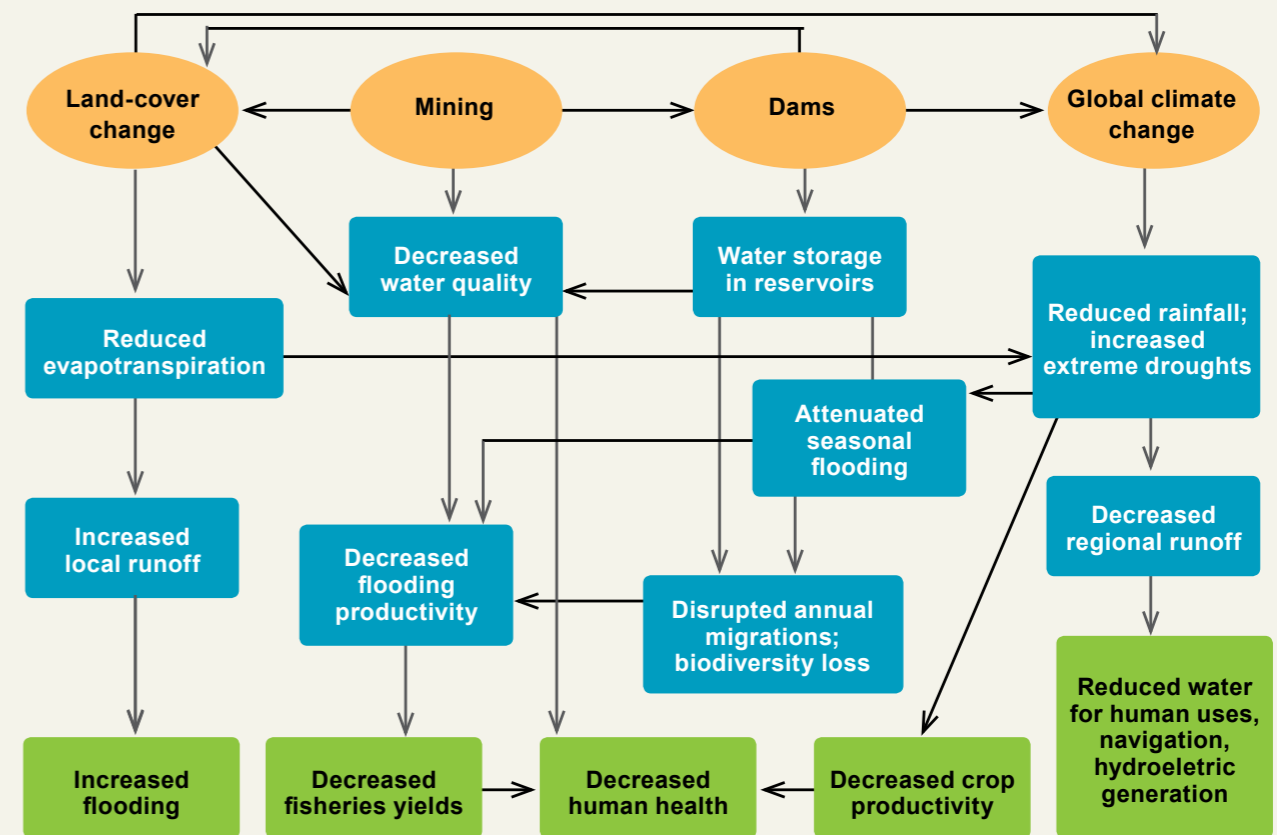 Land-cover
change
Mining
Dams
Global climate
change
Decreased
water quality
Water storage
in reservoirs
Reduced
evapotranspiration
Reduced rainfall;
increased
extreme droughts
Attenuated
seasonal
flooding
Increased
local runoff
Decreased
flooding
productivity
Decreased
regional runoff
Disrupted annual
migrations;
biodiversity loss
Increased
flooding
Decreased
fisheries yields
Decreased
human health
Decreased crop
productivity
Reduced water
for human uses,
navigation,
hydroeletric
generation